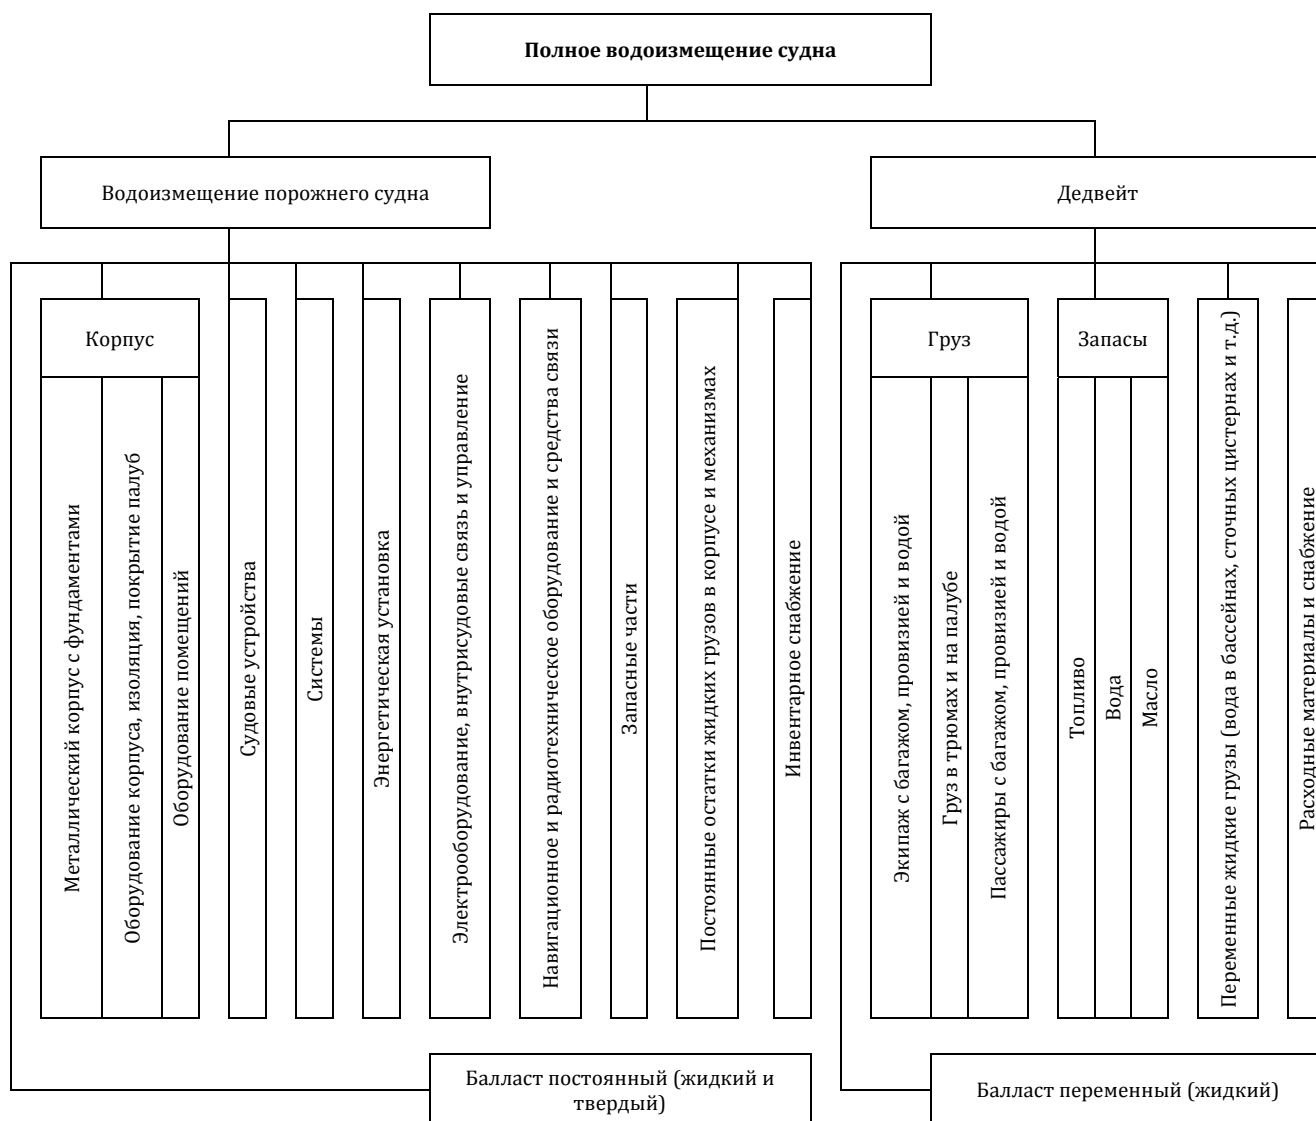 Полное водоизмещение судна
Водоизмещение порожнего судна
Дедвейт
Корпус
Металлический корпус с фундаментами
Оборудование корпуса, изоляция, покрытие палуб
Оборудование помещений
Судовые устройства
Системы
Энергетическая установка
Электрооборудование, внутрисудовые связь и управление
Навигационное и радиотехническое оборудование и средства связи
Запасные части
Постоянные остатки жидких грузов в корпусе и механизмах
Инвентарное снабжение
Груз
Экипаж с багажом, провизией и водой
Груз в трюмах и на палубе
Пассажиры с багажом, провизией и водой
Запасы
Топливо
Вода
Масло
Переменные жидкие грузы (вода в бассейнах, сточных цистернах и т.д.)
Расходные материалы и снабжение
Балласт постоянный (жидкий и
твердый)
Балласт переменный (жидкий)